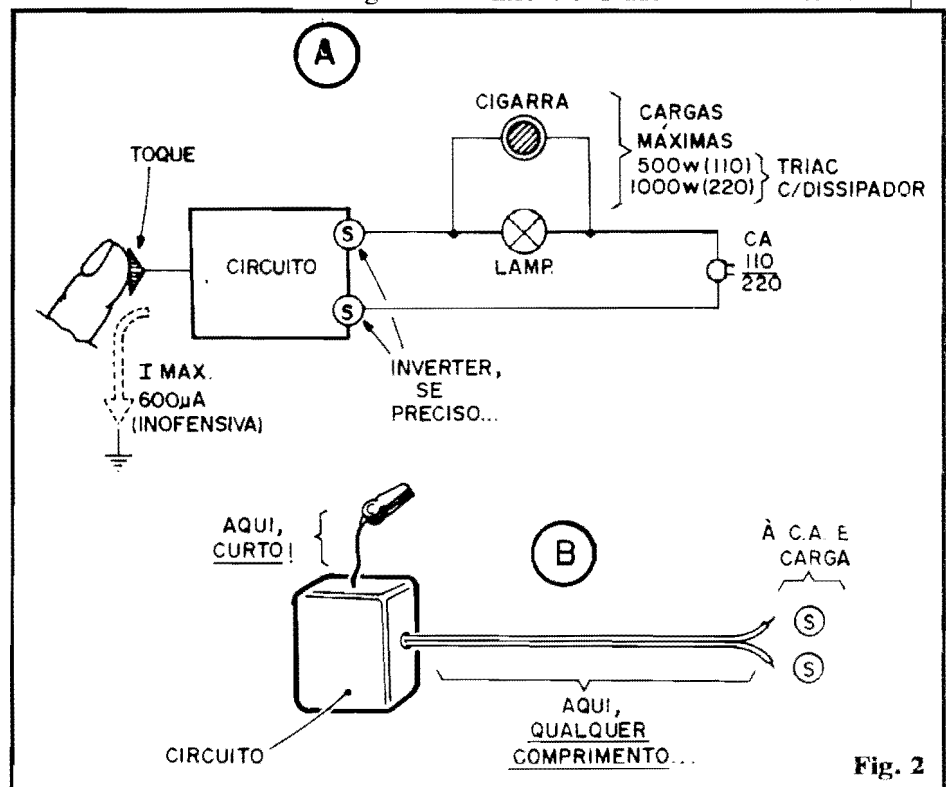 A
CIGARRA
CARGAS
MÁXIMAS
500w(110)
1000w(220)
TRIAC
C/DISSIPADOR
TOQUE
CIRCUITO
S
S
LAMP.
CA
110
220
I MAX.
600µA
(INOFENSIVA)
INVERTER,
SE
PRECISO...
AQUI,
CURTO!
B
À C.A. E
CARGA
S
S
AQUI,
QUALQUER
COMPRIMENTO...
CIRCUITO
Fig. 2